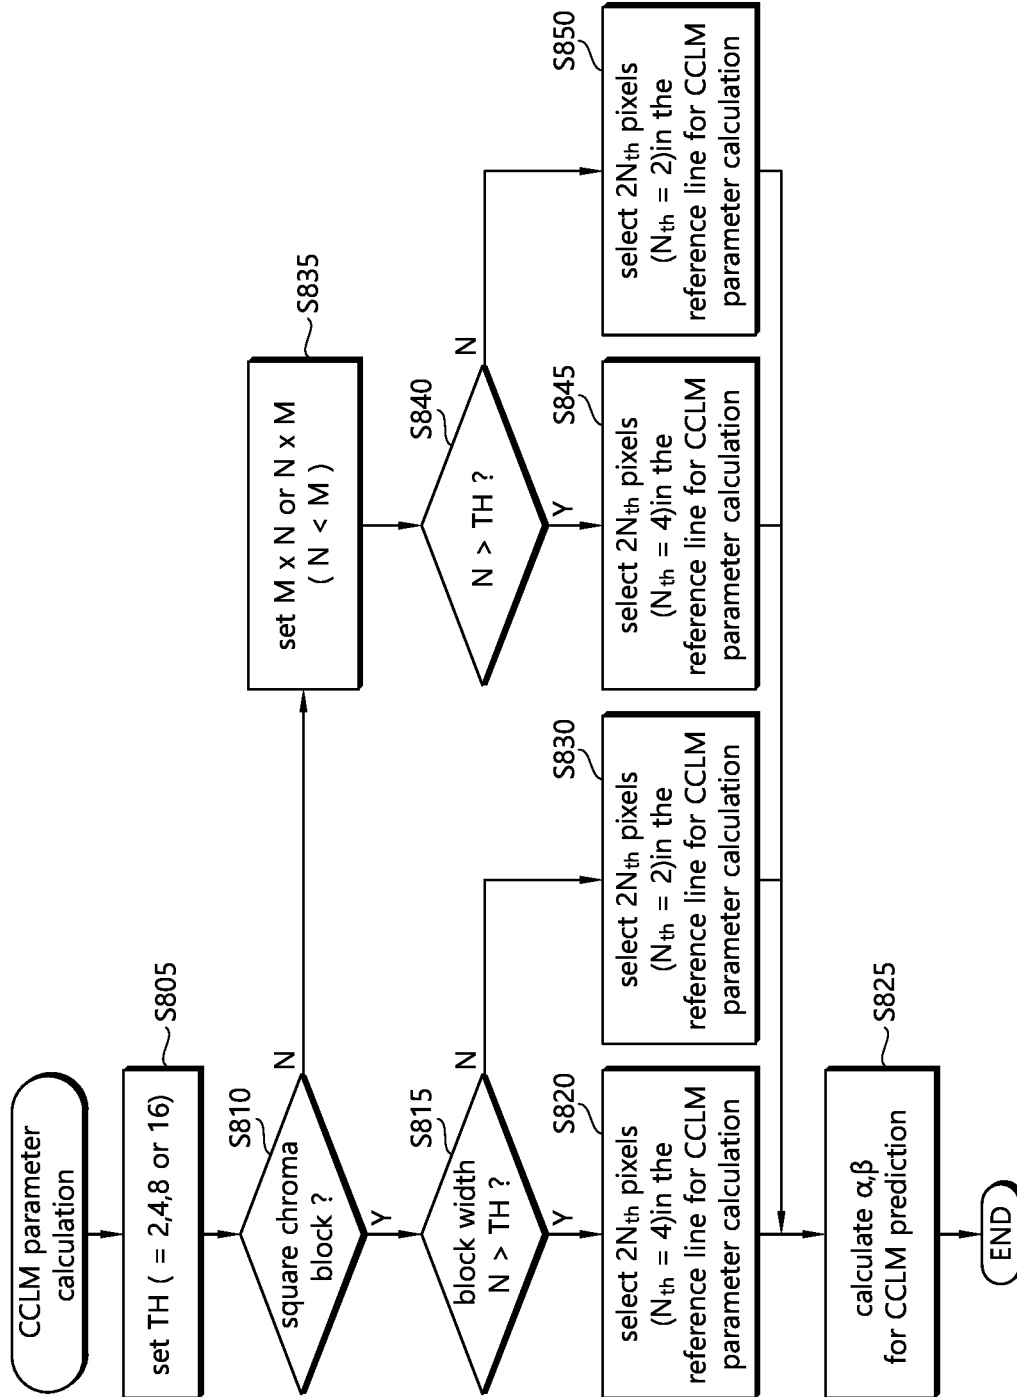 CCLM parameter
calculation
S805
set TH ( = 2,4,8 or 16)
S810
square chroma
block ?
N
Y
S815
block width
N > TH ?
N
Y
S820
select 2Nth pixels
(Nth = 4)in the
reference line for CCLM
parameter calculation
S830
select 2Nth pixels
(Nth = 2)in the
reference line for CCLM
parameter calculation
S835
set M x N or N x M
( N < M )
S840
N > TH ?
N
Y
S845
select 2Nth pixels
(Nth = 4)in the
reference line for CCLM
parameter calculation
S850
select 2Nth pixels
(Nth = 2)in the
reference line for CCLM
parameter calculation
S825
calculate α,β
for CCLM prediction
END